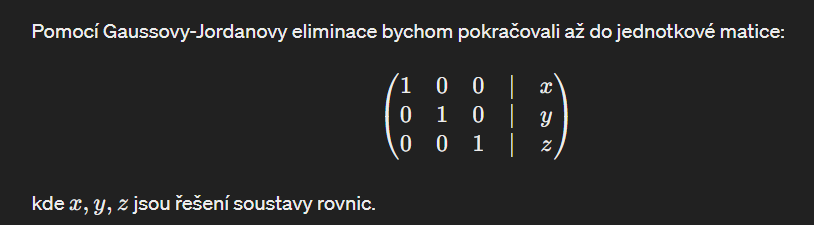 Pomocí Gaussovy-Jordanovy eliminace bychom pokračovali až do jednotkové matice:
1 0 0 | x
0 1 0 | y
0 0 1 | z
kde x, y, z jsou řešení soustavy rovnic.